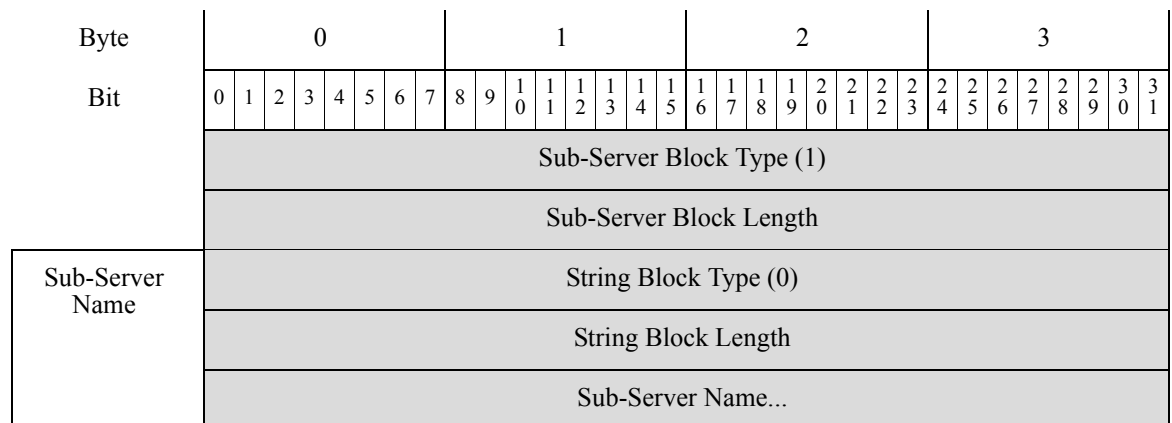 Byte 0 1 2 3
Bit 0 1 2 3 4 5 6 7 8 9 10 11 12 13 14 15 16 17 18 19 20 21 22 23 24 25 26 27 28 29 30 31
Sub-Server Block Type (1)
Sub-Server Block Length
Sub-Server
Name
String Block Type (0)
String Block Length
Sub-Server Name...